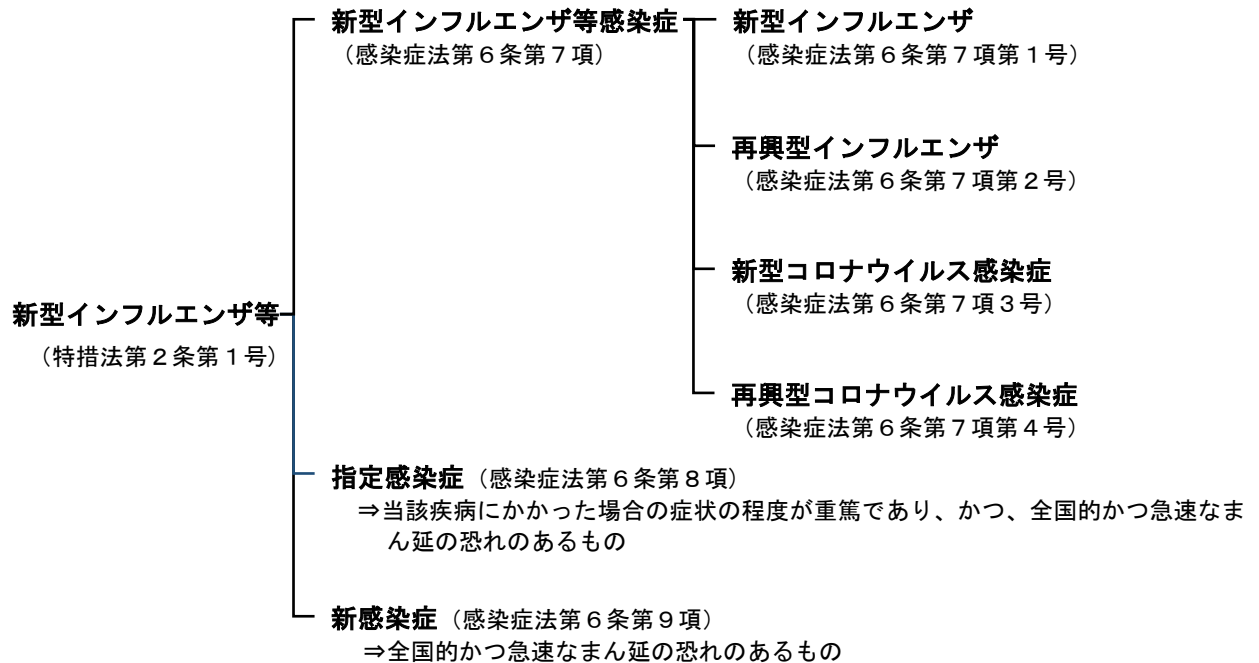 新型インフルエンザ等感染症
（感染症法第６条第７項）
新型インフルエンザ
（感染症法第６条第７項第１号）
再興型インフルエンザ
（感染症法第６条第７項第２号）
新型コロナウイルス感染症
（感染症法第６条第７項３号）
再興型コロナウイルス感染症
（感染症法第６条第７項第４号）
新型インフルエンザ等
（特措法第２条第１号）
指定感染症（感染症法第６条第８項）
⇒当該疾病にかかった場合の症状の程度が重篤であり、かつ、全国的かつ急速なま
ん延の恐れのあるもの
新感染症（感染症法第６条第９項）
⇒全国的かつ急速なまん延の恐れのあるもの